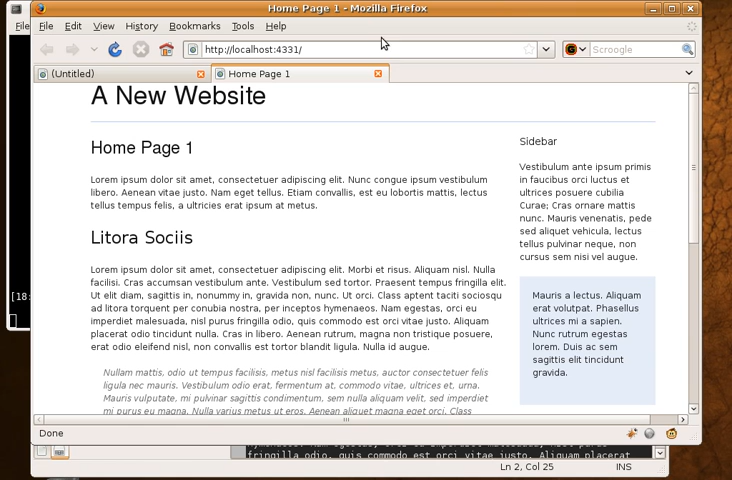 Home Page 1 - Mozilla Firefox
File
File Edit View History Bookmarks Tools Help
http://localhost:4331/
Scroogle
(Untitled)
Home Page 1
A New Website
Home Page 1
Lorem ipsum dolor sit amet, consectetuer adipiscing elit. Nunc congue ipsum vestibulum
libero. Aenean vitae justo. Nam eget tellus. Etiam convallis, est eu lobortis mattis, lectus
tellus tempus felis, a ultricies erat ipsum at metus.
Litora Sociis
Lorem ipsum dolor sit amet, consectetuer adipiscing elit. Morbi et risus. Aliquam nisl. Nulla
facilisi. Cras accumsan vestibulum ante. Vestibulum sed tortor. Praesent tempus fringilla elit.
Ut elit diam, sagittis in, nonummy in, gravida non, nunc. Ut orci. Class aptent taciti sociosqu
ad litora torquent per conubia nostra, per inceptos hymenaeos. Nam egestas, orci eu
imperdiet malesuada, nisl purus fringilla odio, quis commodo est orci vitae justo. Aliquam
placerat odio tincidunt nulla. Cras in libero. Aenean rutrum, magna non tristique posuere,
erat odio eleifend nisl, non convallis est tortor blandit ligula. Nulla id augue.
Nullam mattis, odio ut tempus facilisis, metus nisl facilisis metus, auctor consectetuer felis
ligula nec mauris. Vestibulum odio erat, fermentum at, commodo vitae, ultrices et, urna.
Mauris vulputate, mi pulvinar sagittis condimentum, sem nulla aliquam velit, sed imperdiet
mi purus eu magna. Nulla varius metus ut eros. Aenean aliquet magna eget orci. Class
Sidebar
Vestibulum ante ipsum primis
in faucibus orci luctus et
ultrices posuere cubilia
Curae; Cras ornare mattis
nunc. Mauris venenatis, pede
sed aliquet vehicula, lectus
tellus pulvinar neque, non
cursus sem nisi vel augue.
Mauris a lectus. Aliquam
erat volutpat. Phasellus
ultrices mi a sapien.
Nunc rutrum egestas
lorem. Duis ac sem
sagittis elit tincidunt
gravida.
[18:
Done
fringilla odio, quis commodo est orci vitae justo. Aliquam placerat
Ln 2, Col 25 INS